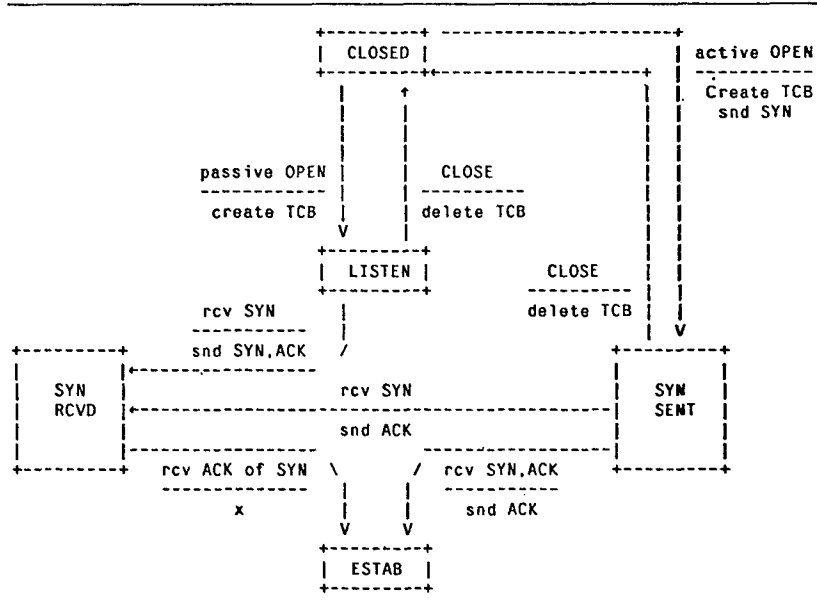 CLOSED
active OPEN
Create TCB
snd SYN
passive OPEN
create TCB
CLOSE
delete TCB
LISTEN
CLOSE
delete TCB
rcv SYN
snd SYN,ACK
SYN
RCVD
rcv SYN
snd ACK
SYN
SENT
rcv ACK of SYN
x
rcv SYN,ACK
snd ACK
ESTAB